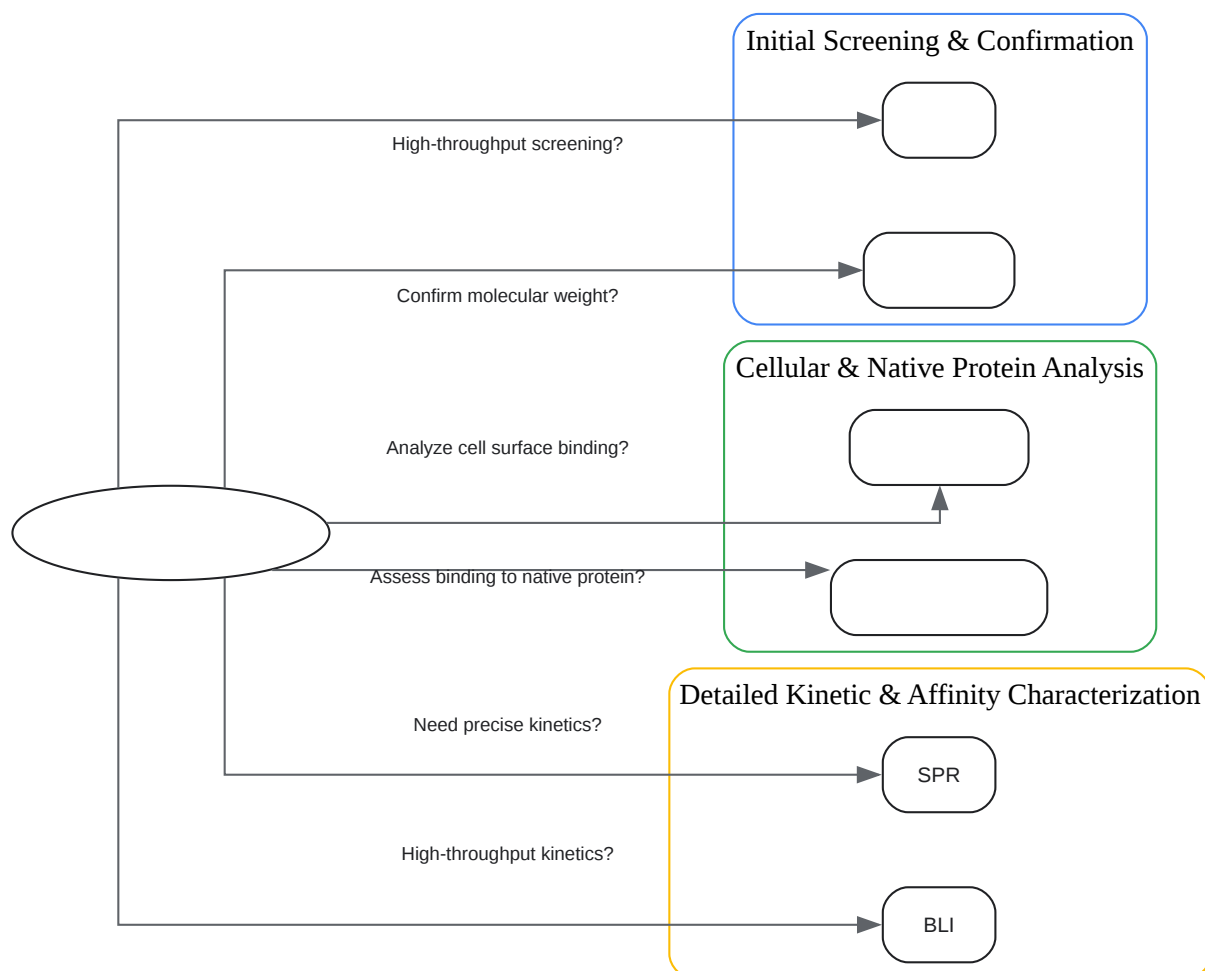 Initial Screening & Confirmation
High-throughput screening?
Confirm molecular weight?
Cellular & Native Protein Analysis
Analyze cell surface binding?
Assess binding to native protein?
Detailed Kinetic & Affinity Characterization
Need precise kinetics?
SPR
High-throughput kinetics?
BLI